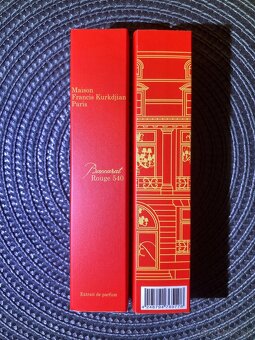 Maison
Francis Kurkdjian
Paris
Baccarat
Rouge 540
Extrait de parfum